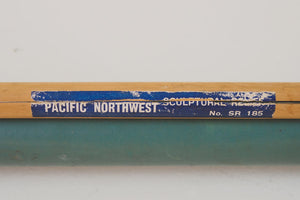 PACIFIC NORTHWEST SCULPTURAL
No. SR 185